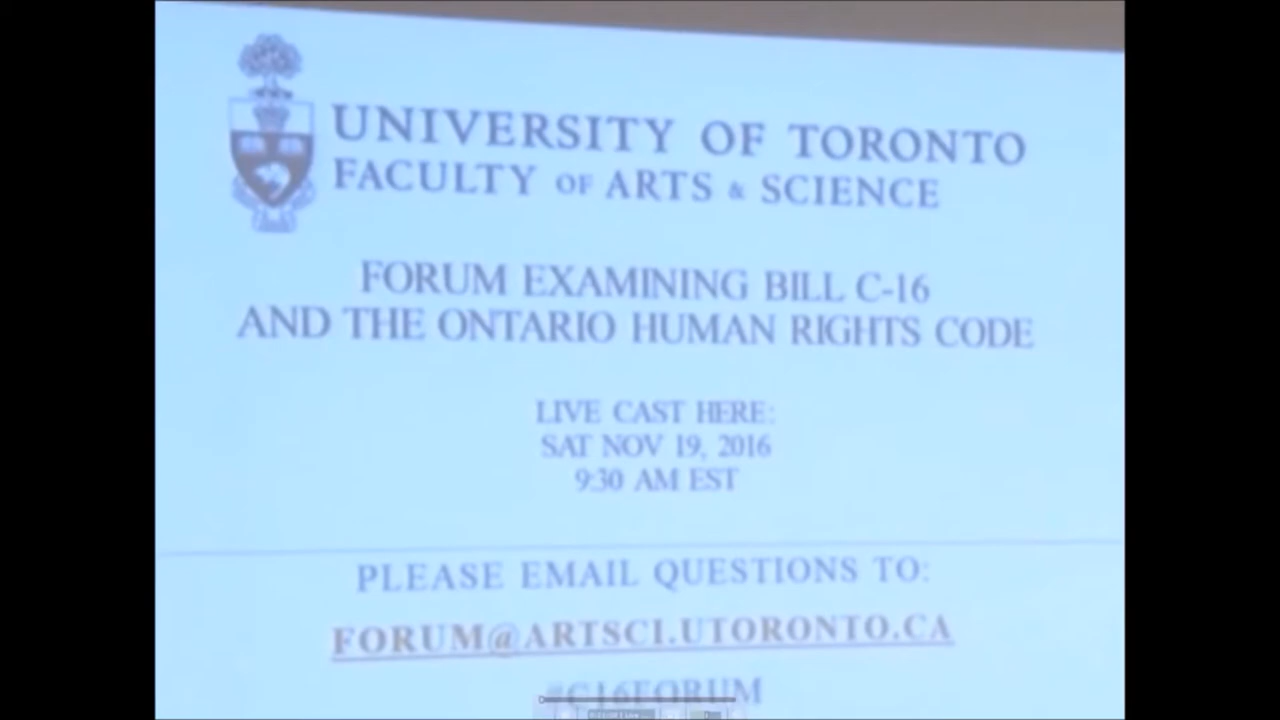 UNIVERSITY OF TORONTO
FACULTY OF ARTS & SCIENCE
FORUM EXAMINING BILL C-16
AND THE ONTARIO HUMAN RIGHTS CODE
LIVE CAST HERE:
SAT NOV 19, 2016
9:30 AM EST
PLEASE EMAIL QUESTIONS TO:
FORUM@ARTSCI.UTORONTO.CA
#C16FORUM